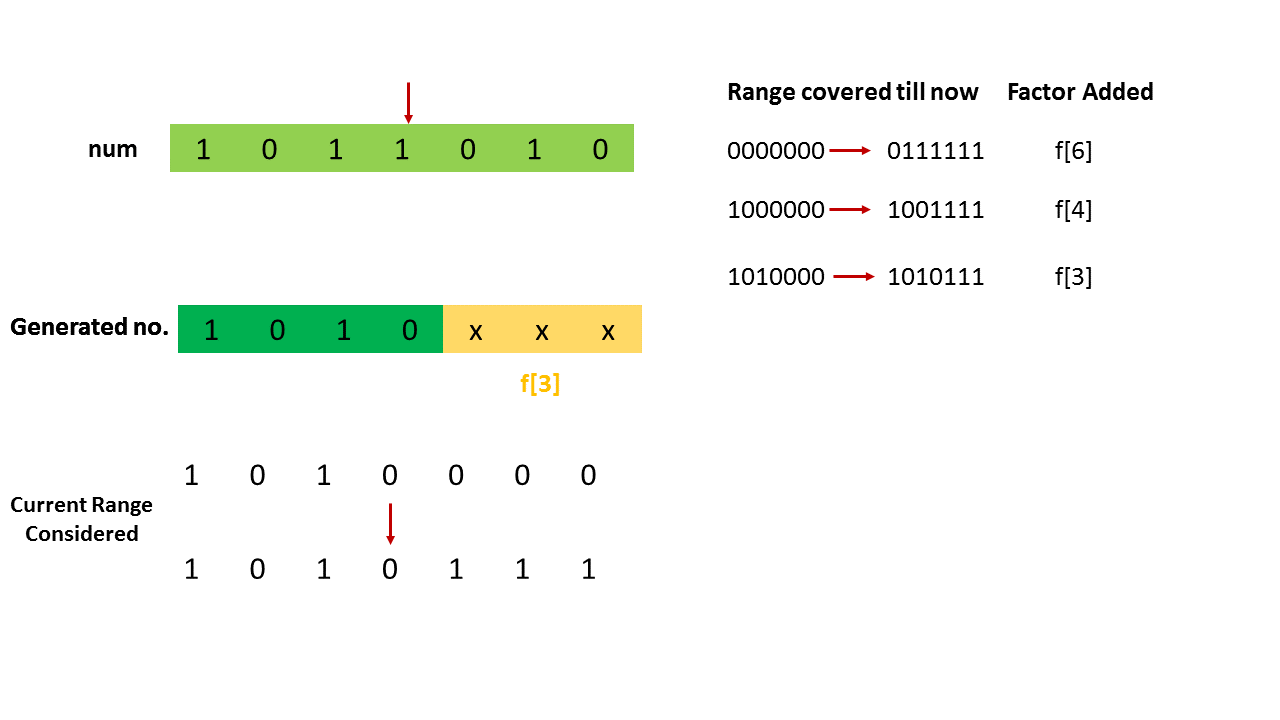 num 1 0 1 1 0 1 0
Generated no. 1 0 1 0 x x x
f[3]
1 0 1 0 0 0 0
Current Range
Considered
1 0 1 0 1 1 1
Range covered till now Factor Added
0000000 0111111 f[6]
1000000 1001111 f[4]
1010000 1010111 f[3]